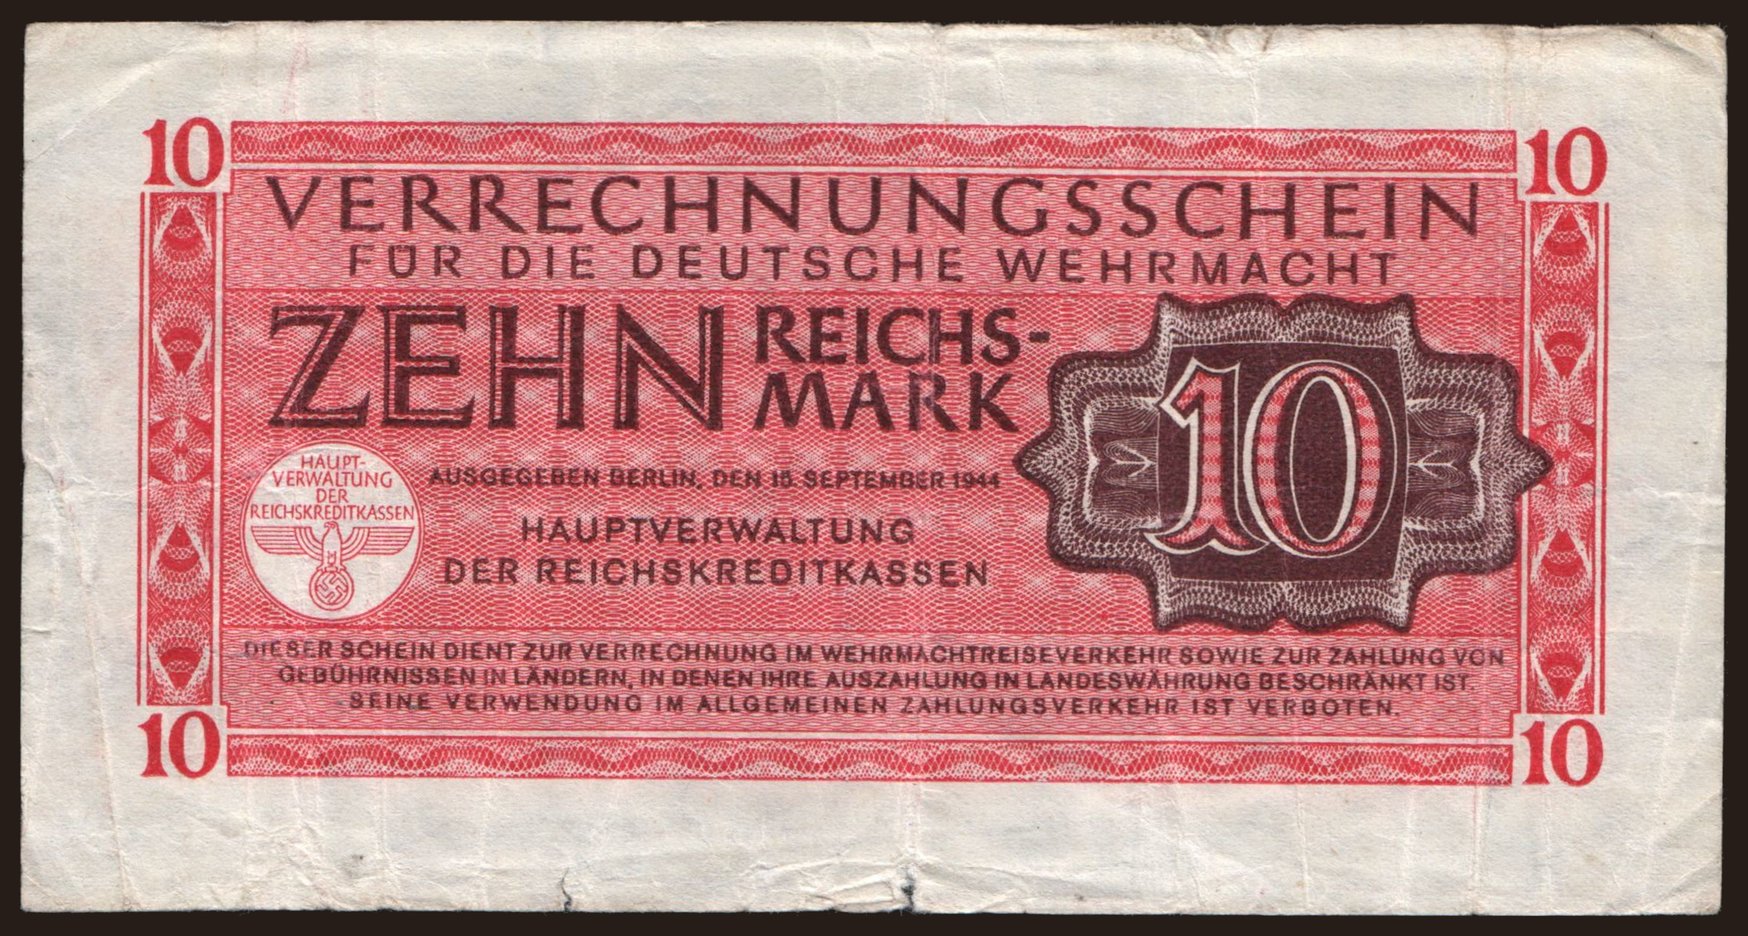 10 10
VERRECHNUNGSSCHEIN
FÜR DIE DEUTSCHE WEHRMACHT
ZEHN REICHS-
MARK
10
HAUPT-
VERWALTUNG
DER
REICHSKREDITKASSEN
AUSGEGEBEN BERLIN, DEN 15. SEPTEMBER 1944
HAUPTVERWALTUNG
DER REICHSKREDITKASSEN
DIESER SCHEIN DIENT ZUR VERRECHNUNG IM WEHRMACHTREISEVERKEHR SOWIE ZUR ZAHLUNG VON
GEBÜHRNISSEN IN LÄNDERN, IN DENEN IHRE AUSZAHLUNG IN LANDESWÄHRUNG BESCHRÄNKT IST.
SEINE VERWENDUNG IM ALLGEMEINEN ZAHLUNGSVERKEHR IST VERBOTEN.
10 10